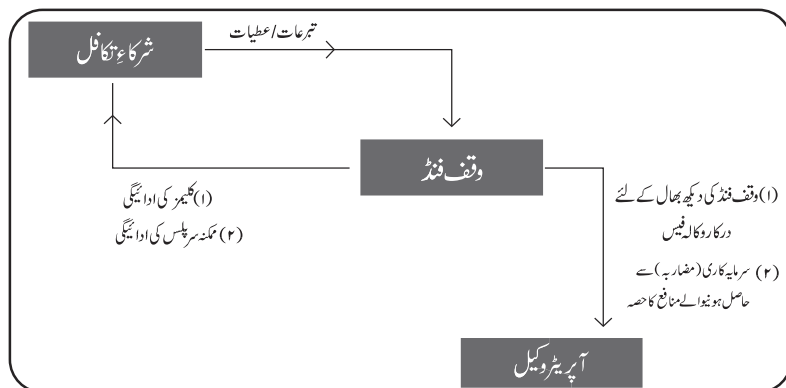 شرکاءِ تکافل
تبرعات/عطیات
وقف فنڈ
(۱) کلیمز کی ادائیگی
(۲) ممکنہ سرپلس کی ادائیگی
(۱) وقف فنڈ کی دیکھ بھال کے لئے
درکار وکالہ فیس
(۲) سرمایہ کاری (مضاربہ) سے
حاصل ہونیوالے منافع کا حصہ
آپریٹر وکیل